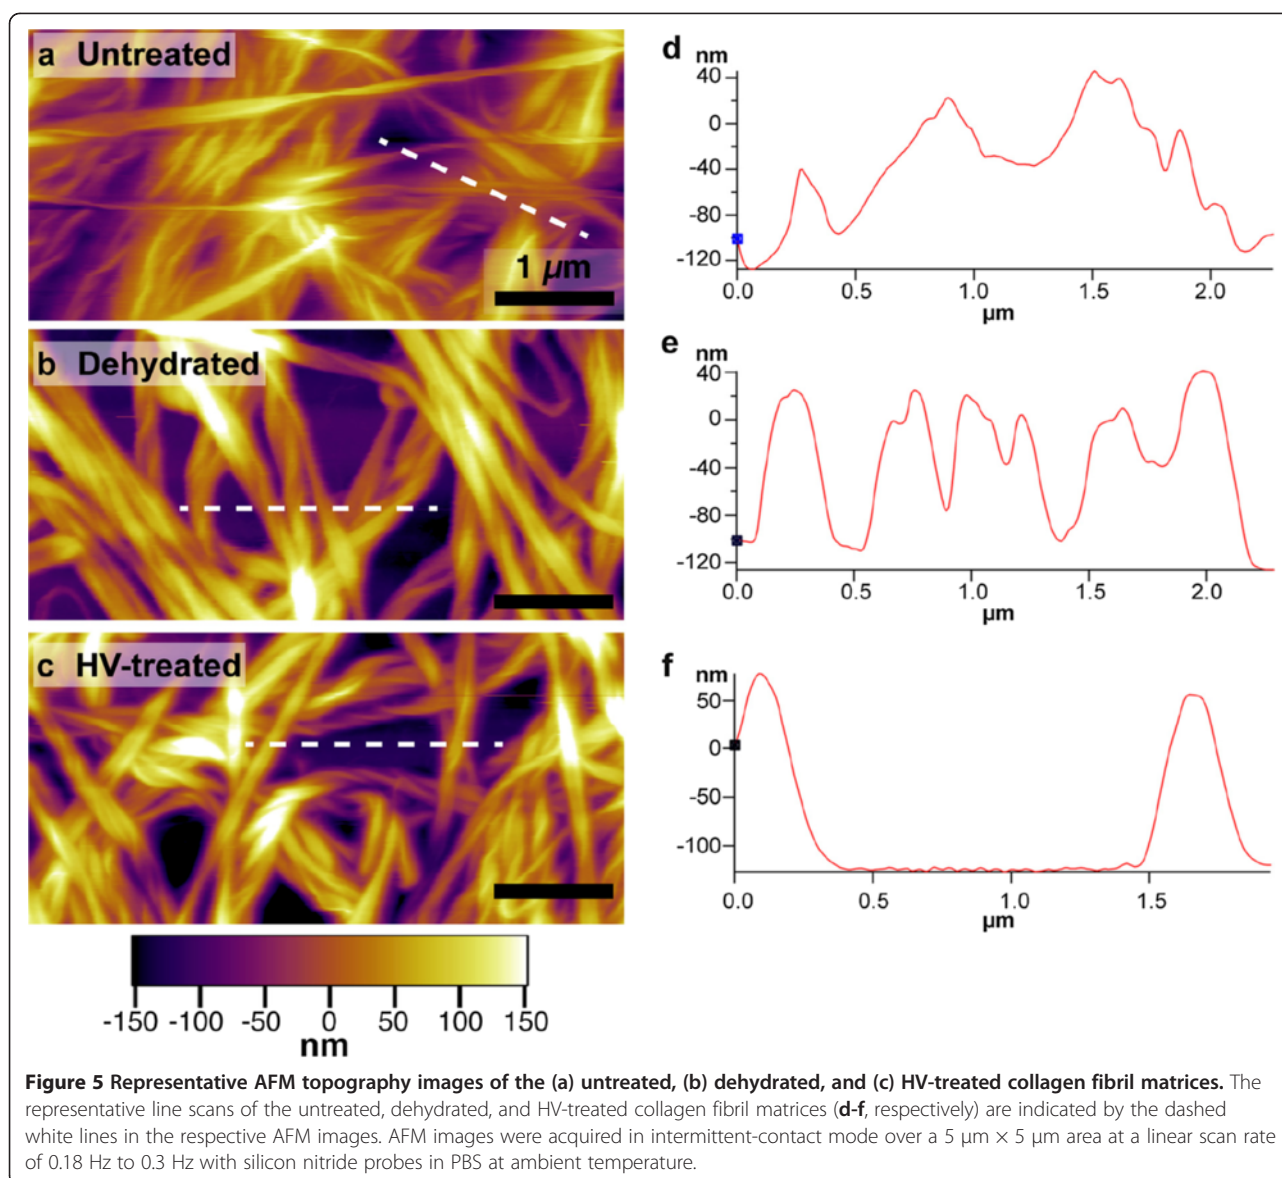 a Untreated
1 µm
b Dehydrated
c HV-treated
-150 -100 -50 0 50 100 150
nm
d
nm
40
0
-40
-80
-120
0.0 0.5 1.0 1.5 2.0
µm
e
nm
40
0
-40
-80
-120
0.0 0.5 1.0 1.5 2.0
µm
f
nm
50
0
-50
-100
0.0 0.5 1.0 1.5
µm
Figure 5 Representative AFM topography images of the (a) untreated, (b) dehydrated, and (c) HV-treated collagen fibril matrices. The
representative line scans of the untreated, dehydrated, and HV-treated collagen fibril matrices (d-f, respectively) are indicated by the dashed
white lines in the respective AFM images. AFM images were acquired in intermittent-contact mode over a 5 µm × 5 µm area at a linear scan rate
of 0.18 Hz to 0.3 Hz with silicon nitride probes in PBS at ambient temperature.